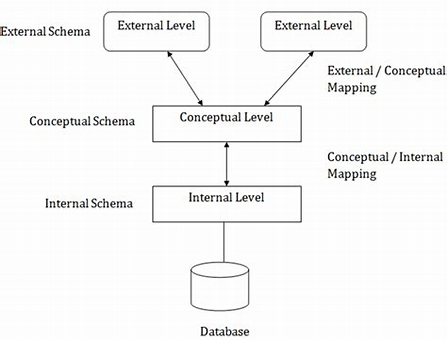 External Schema
External Level
External Level
External / Conceptual
Mapping
Conceptual Schema
Conceptual Level
Conceptual / Internal
Mapping
Internal Schema
Internal Level
Database